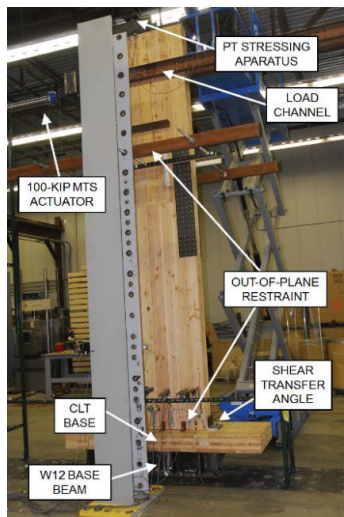 PT STRESSING
APPARATUS
LOAD
CHANNEL
100-KIP MTS
ACTUATOR
OUT-OF-PLANE
RESTRAINT
SHEAR
TRANSFER
ANGLE
CLT
BASE
W12 BASE
BEAM